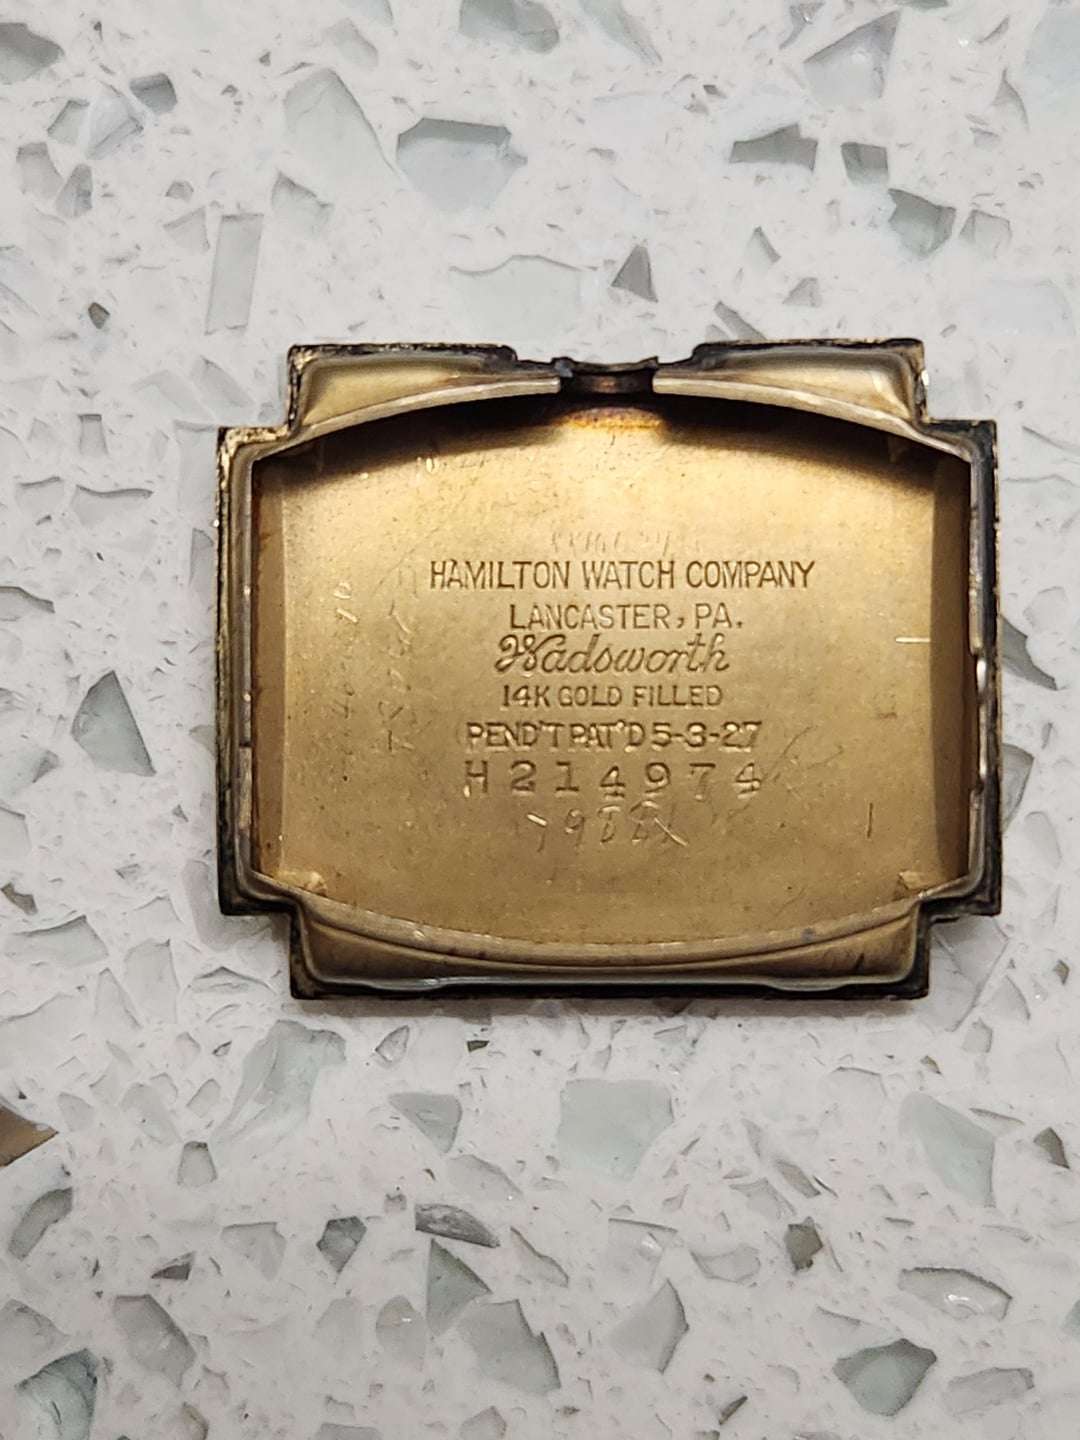 HAMILTON WATCH COMPANY
LANCASTER, PA.
Wadsworth
14K GOLD FILLED
PEND'T PAT'D 5-3-27
H214974